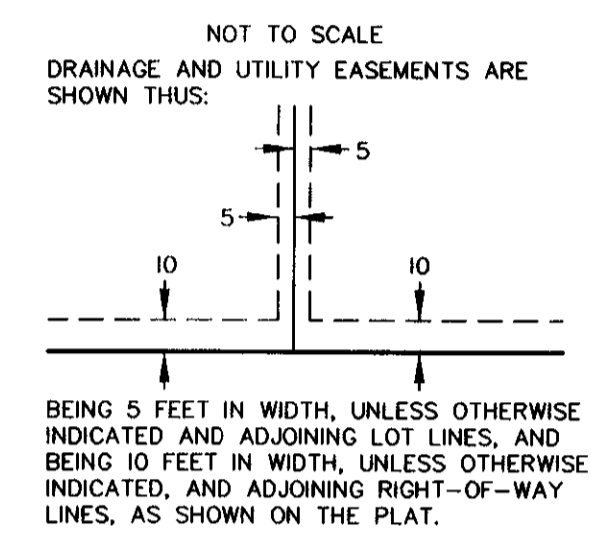 NOT TO SCALE
DRAINAGE AND UTILITY EASEMENTS ARE
SHOWN THUS:
5
5
10
10
BEING 5 FEET IN WIDTH, UNLESS OTHERWISE
INDICATED AND ADJOINING LOT LINES, AND
BEING 10 FEET IN WIDTH, UNLESS OTHERWISE
INDICATED, AND ADJOINING RIGHT-OF-WAY
LINES, AS SHOWN ON THE PLAT.